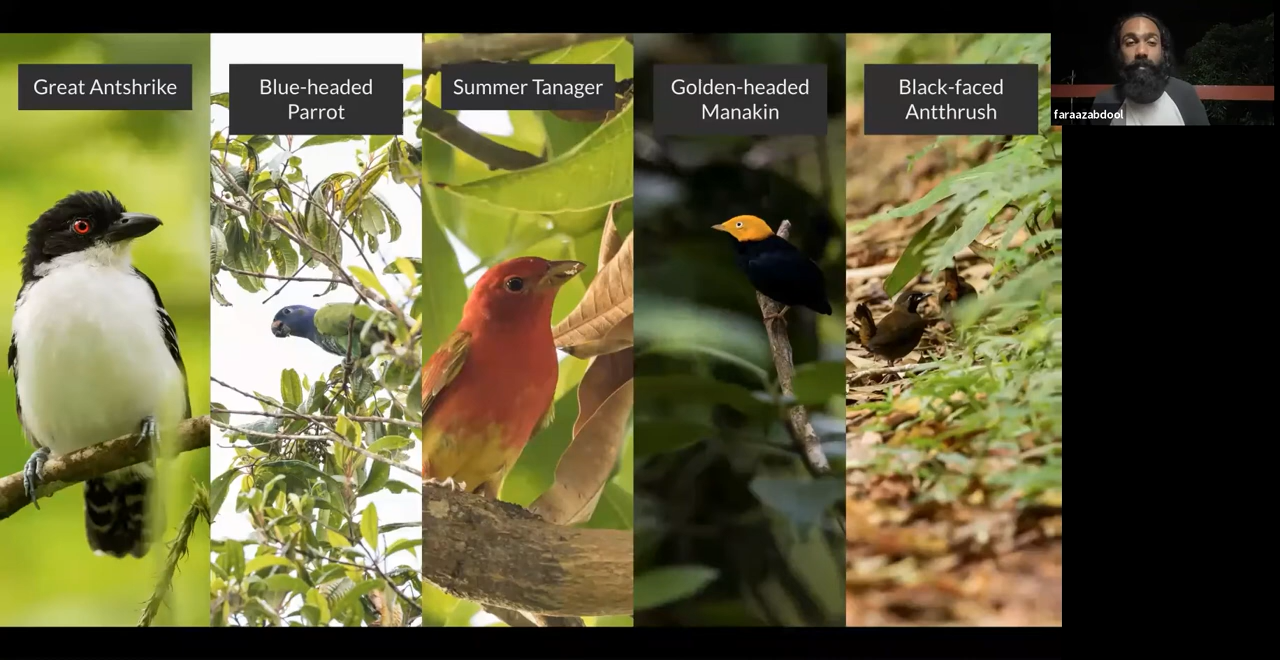 Great Antshrike
Blue-headed
Parrot
Summer Tanager
Golden-headed
Manakin
Black-faced
Antthrush
faraazabdool